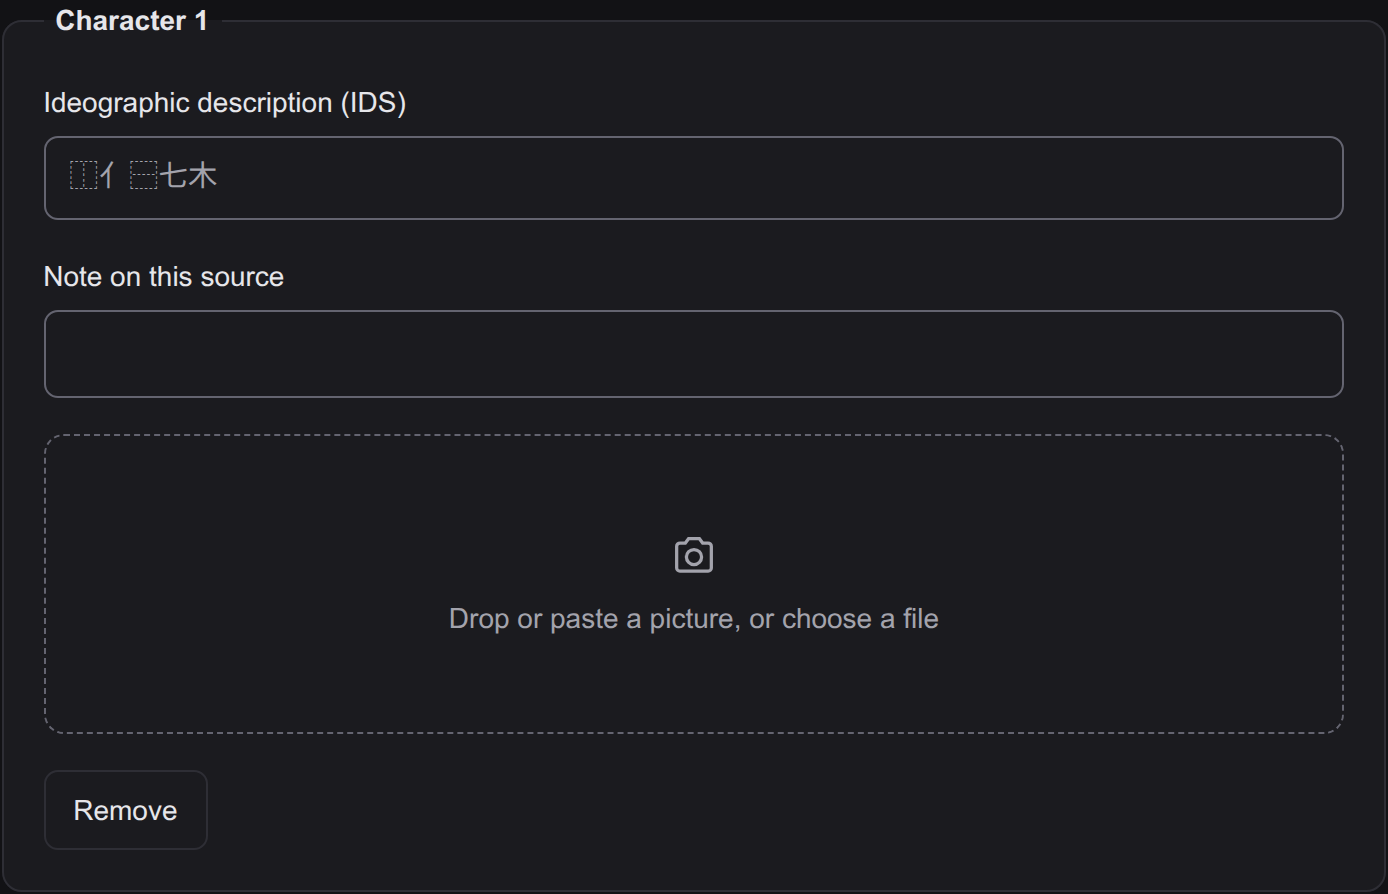 Character 1
Ideographic description (IDS)
⿰亻⿱七木
Note on this source
Drop or paste a picture, or choose a file
Remove